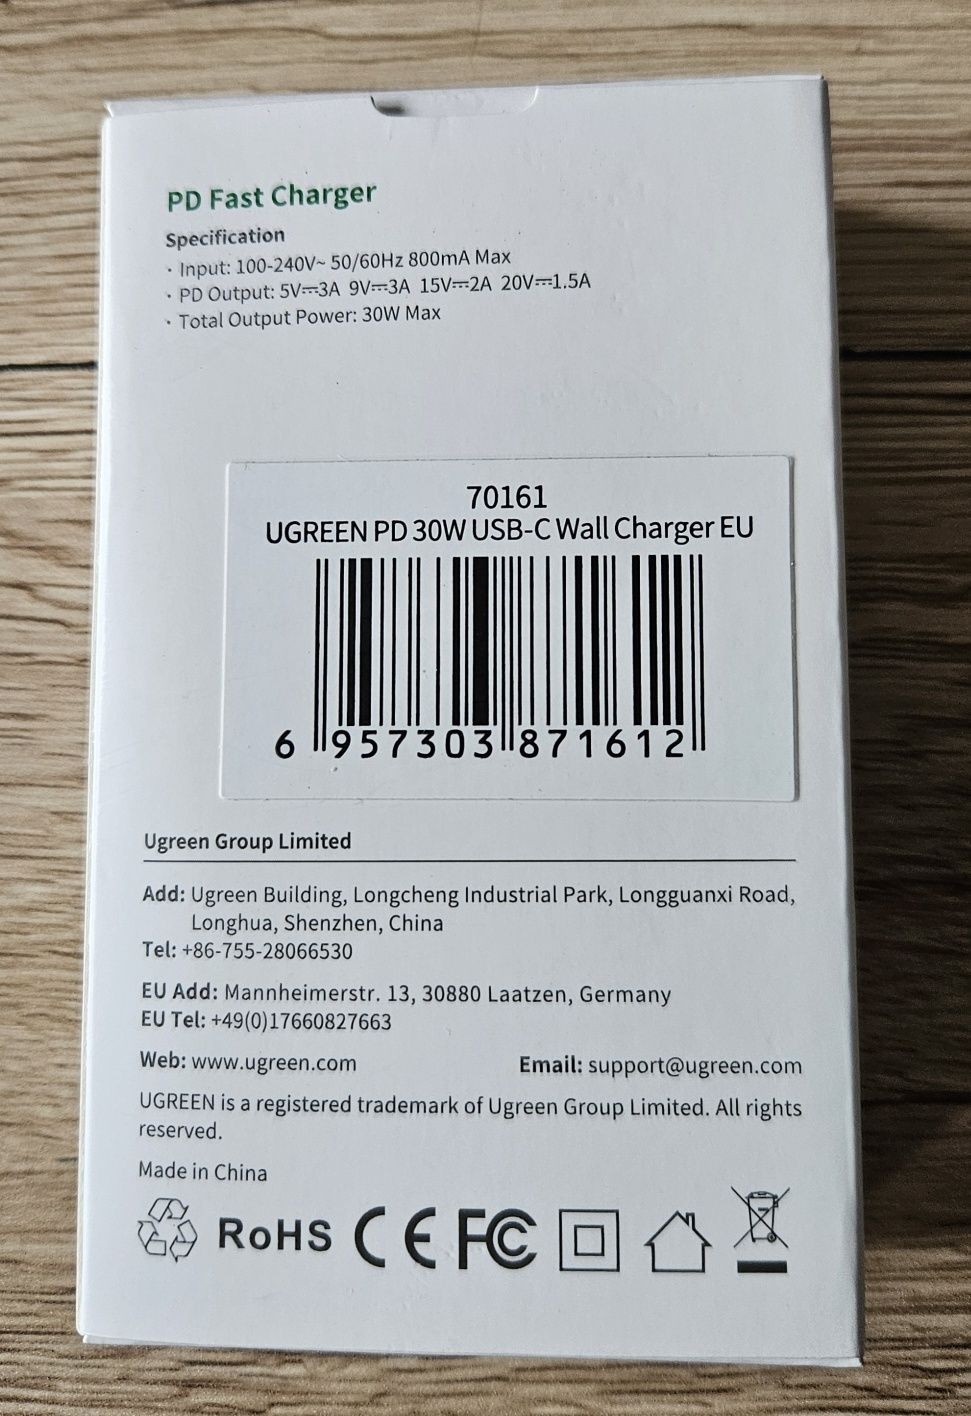 PD Fast Charger
Specification
· Input: 100-240V~ 50/60Hz 800mA Max
· PD Output: 5V⎓3A 9V⎓3A 15V⎓2A 20V⎓1.5A
· Total Output Power: 30W Max
70161
UGREEN PD 30W USB-C Wall Charger EU
6 957303 871612
Ugreen Group Limited
Add: Ugreen Building, Longcheng Industrial Park, Longguanxi Road,
Longhua, Shenzhen, China
Tel: +86-755-28066530
EU Add: Mannheimerstr. 13, 30880 Laatzen, Germany
EU Tel: +49(0)17660827663
Web: www.ugreen.com Email: support@ugreen.com
UGREEN is a registered trademark of Ugreen Group Limited. All rights
reserved.
Made in China
RoHS CE FC